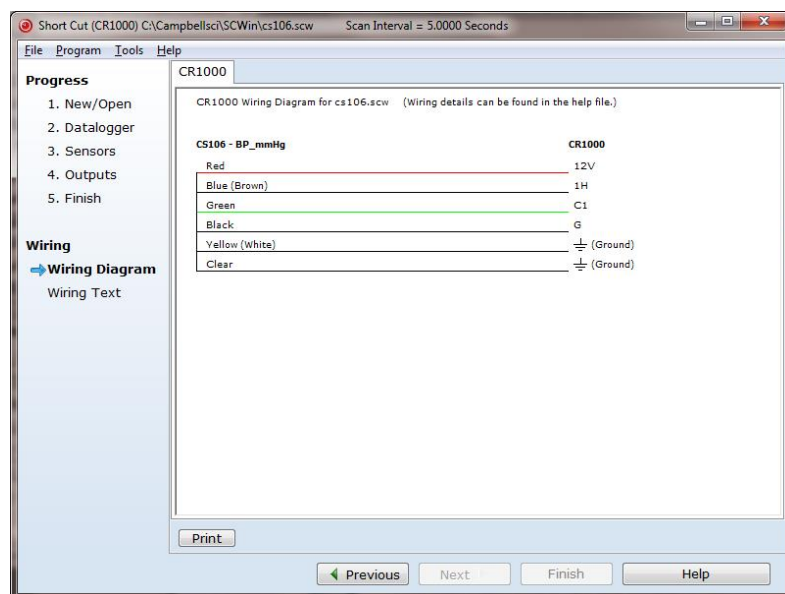 Short Cut (CR1000) C:\Campbellsci\SCWin\cs106.scw Scan Interval = 5.0000 Seconds
File Program Tools Help
Progress
1. New/Open
2. Datalogger
3. Sensors
4. Outputs
5. Finish
Wiring
Wiring Diagram
Wiring Text
CR1000
CR1000 Wiring Diagram for cs106.scw (Wiring details can be found in the help file.)
CS106 - BP_mmHg CR1000
Red 12V
Blue (Brown) 1H
Green C1
Black G
Yellow (White) (Ground)
Clear (Ground)
Print
Previous Next Finish Help